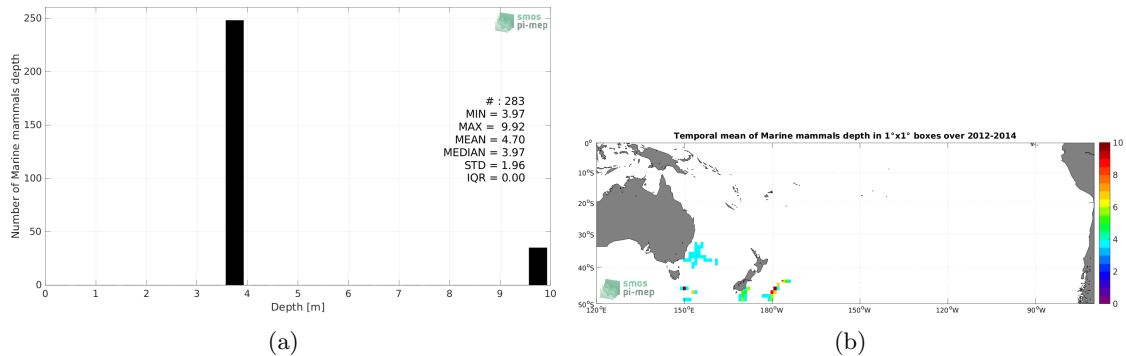 250
200
150
100
50
0
Number of Marine mammals depth
smos
pi-mep
# : 283
MIN = 3.97
MAX = 9.92
MEAN = 4.70
MEDIAN = 3.97
STD = 1.96
IQR = 0.00
0 1 2 3 4 5 6 7 8 9 10
Depth [m]
(a)
Temporal mean of Marine mammals depth in 1°x1° boxes over 2012-2014
0°
10°S
20°S
30°S
40°S
50°S
smos
pi-mep
120°E 150°E 180°W 150°W 120°W 90°W
10
8
6
4
2
0
(b)